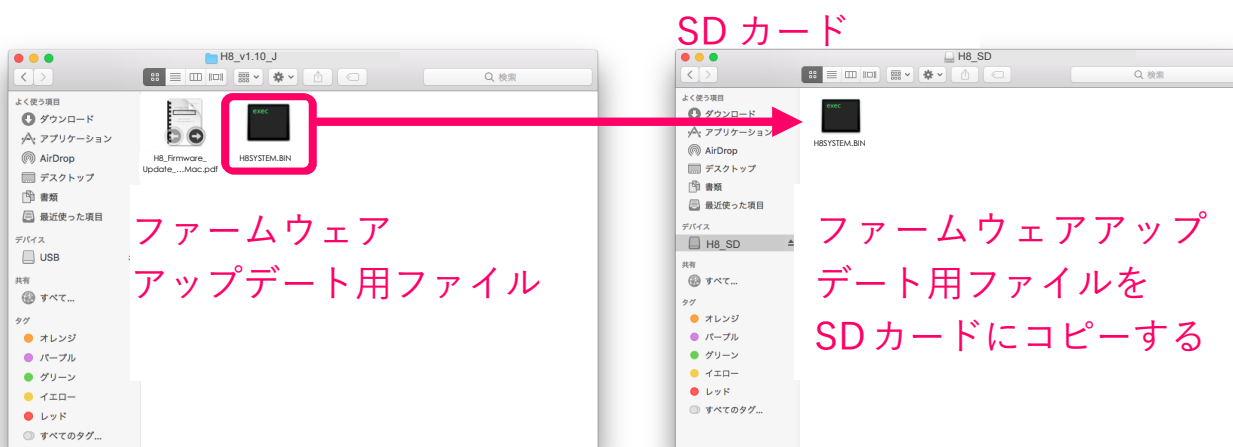 SD カード
H8_v1.10_J
検索
よく使う項目
ダウンロード
アプリケーション
AirDrop
デスクトップ
書類
最近使った項目
デバイス
USB
共有
すべて...
タグ
オレンジ
パープル
グリーン
イエロー
レッド
すべてのタグ...
H8_Firmware_
Update_...Mac.pdf
exec
H8SYSTEM.BIN
ファームウェア
アップデート用ファイル
H8_SD
検索
よく使う項目
ダウンロード
アプリケーション
AirDrop
デスクトップ
書類
最近使った項目
デバイス
H8_SD
共有
すべて...
タグ
オレンジ
パープル
グリーン
イエロー
レッド
すべてのタグ...
exec
H8SYSTEM.BIN
ファームウェアアップ
デート用ファイルを
SD カードにコピーする